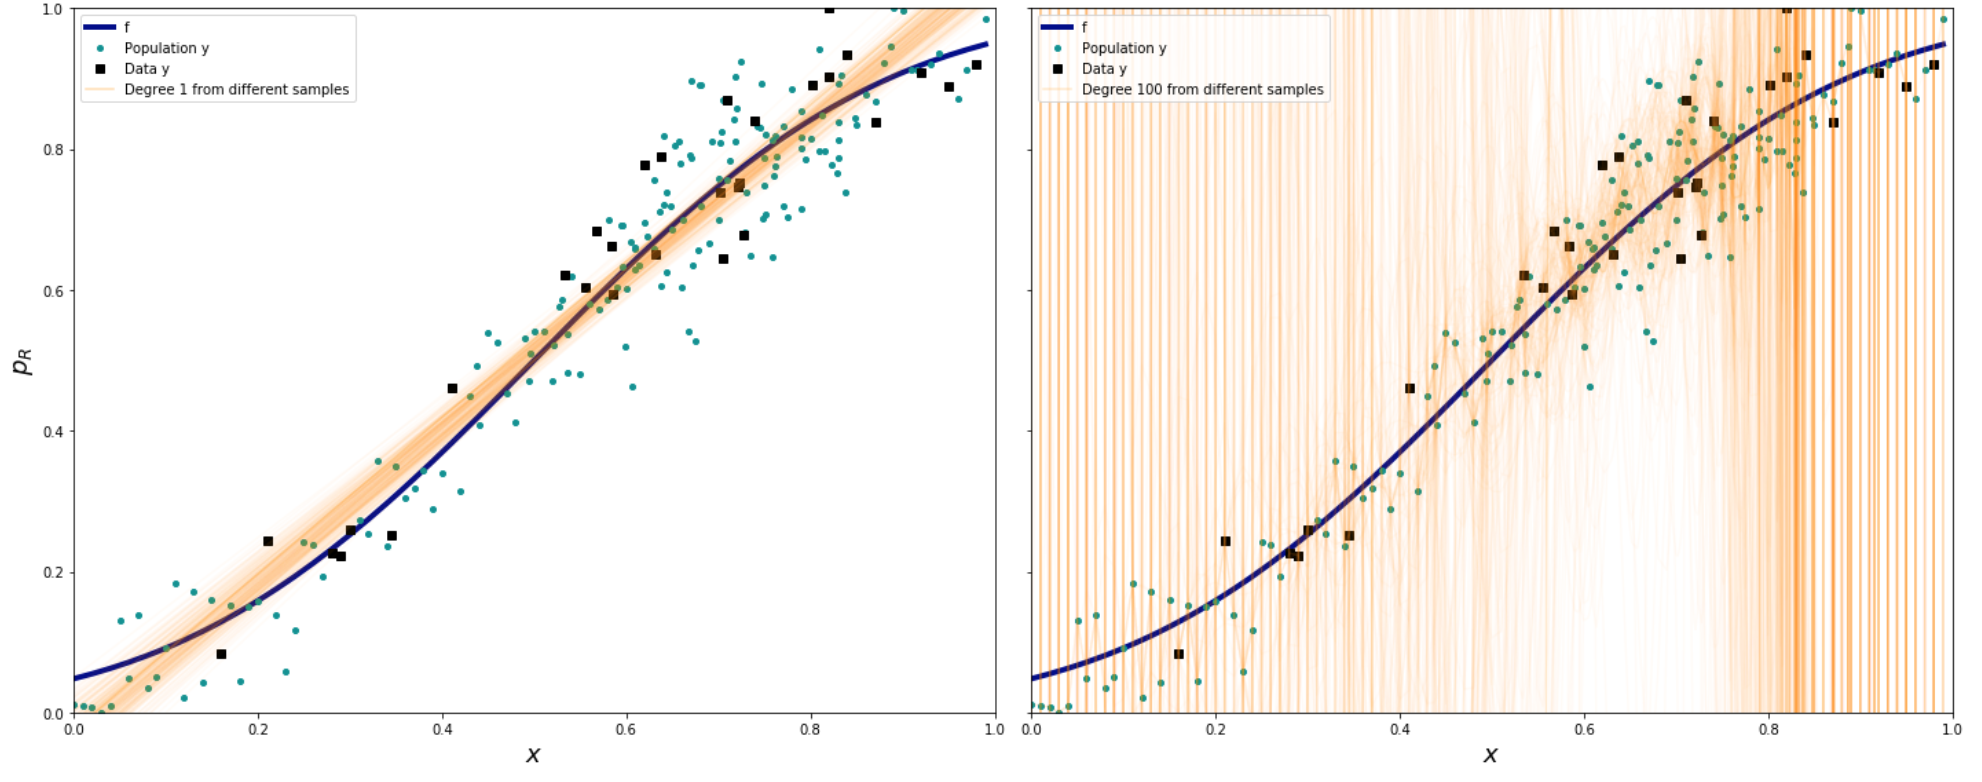 f
Population y
Data y
Degree 1 from different samples
1.0
0.8
0.6
0.4
0.2
0.0
p_R
0.0 0.2 0.4 0.6 0.8 1.0
x
f
Population y
Data y
Degree 100 from different samples
0.0 0.2 0.4 0.6 0.8 1.0
x